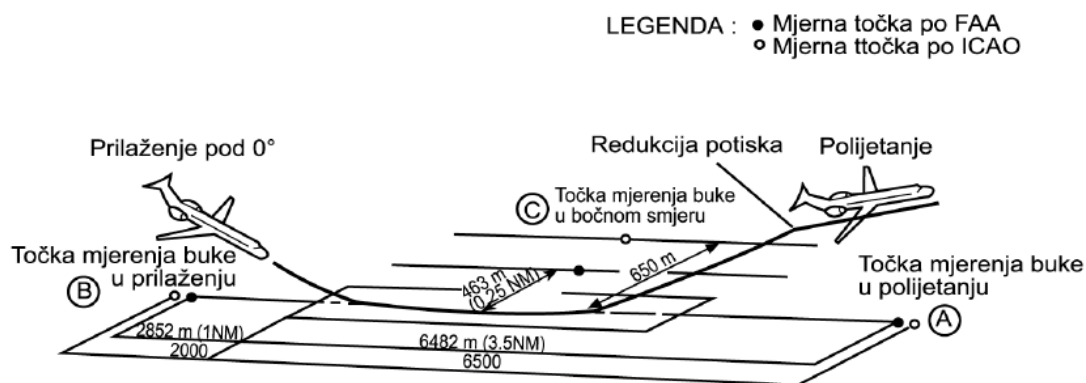 LEGENDA : ● Mjerna točka po FAA
○ Mjerna ttočka po ICAO
Prilaženje pod 0°
Redukcija potiska
Polijetanje
C
Točka mjerenja buke
u bočnom smjeru
Točka mjerenja buke
u prilaženju
B
463 m
(0.25 NM)
650 m
Točka mjerenja buke
u polijetanju
A
2852 m (1NM)
2000
6482 m (3.5NM)
6500